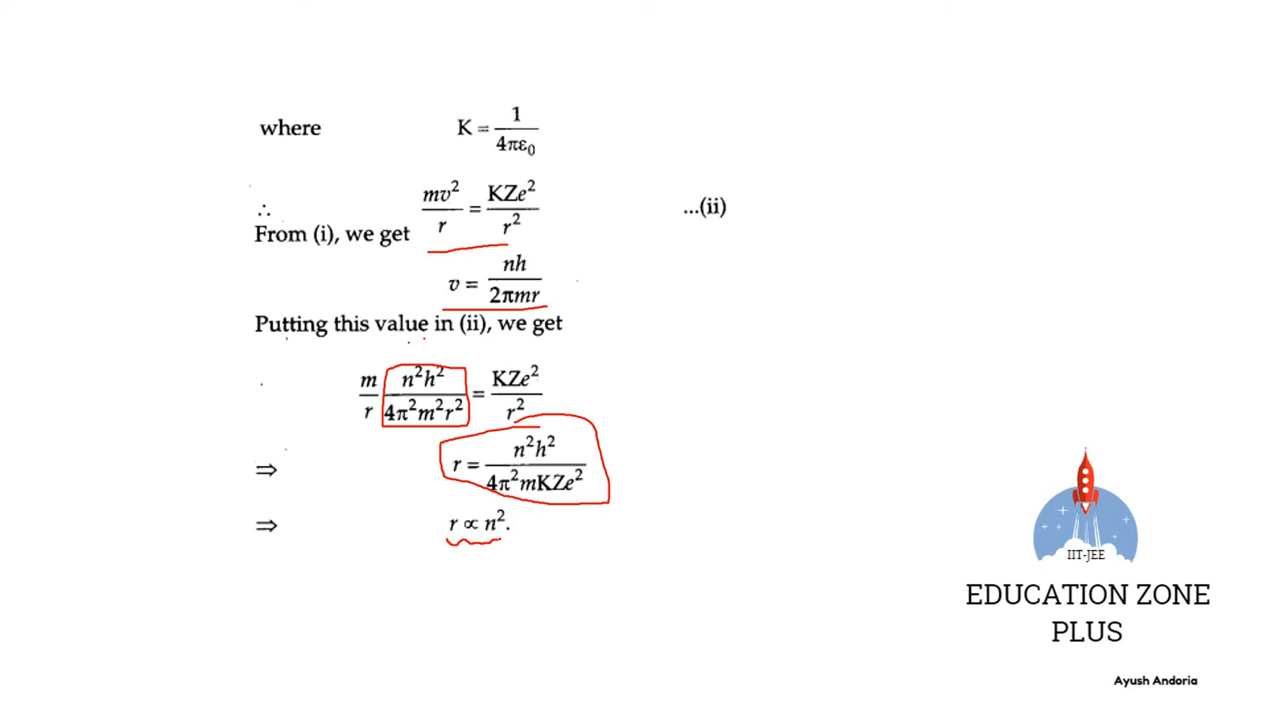 where K = 1/4πε₀
∴ mv²/r = KZe²/r² ...(ii)
From (i), we get
v = nh/2πmr
Putting this value in (ii), we get
m/r n²h²/4π²m²r² = KZe²/r²
⇒ r = n²h²/4π²mKZe²
⇒ r ∝ n².
IIT-JEE
EDUCATION ZONE
PLUS
Ayush Andoria